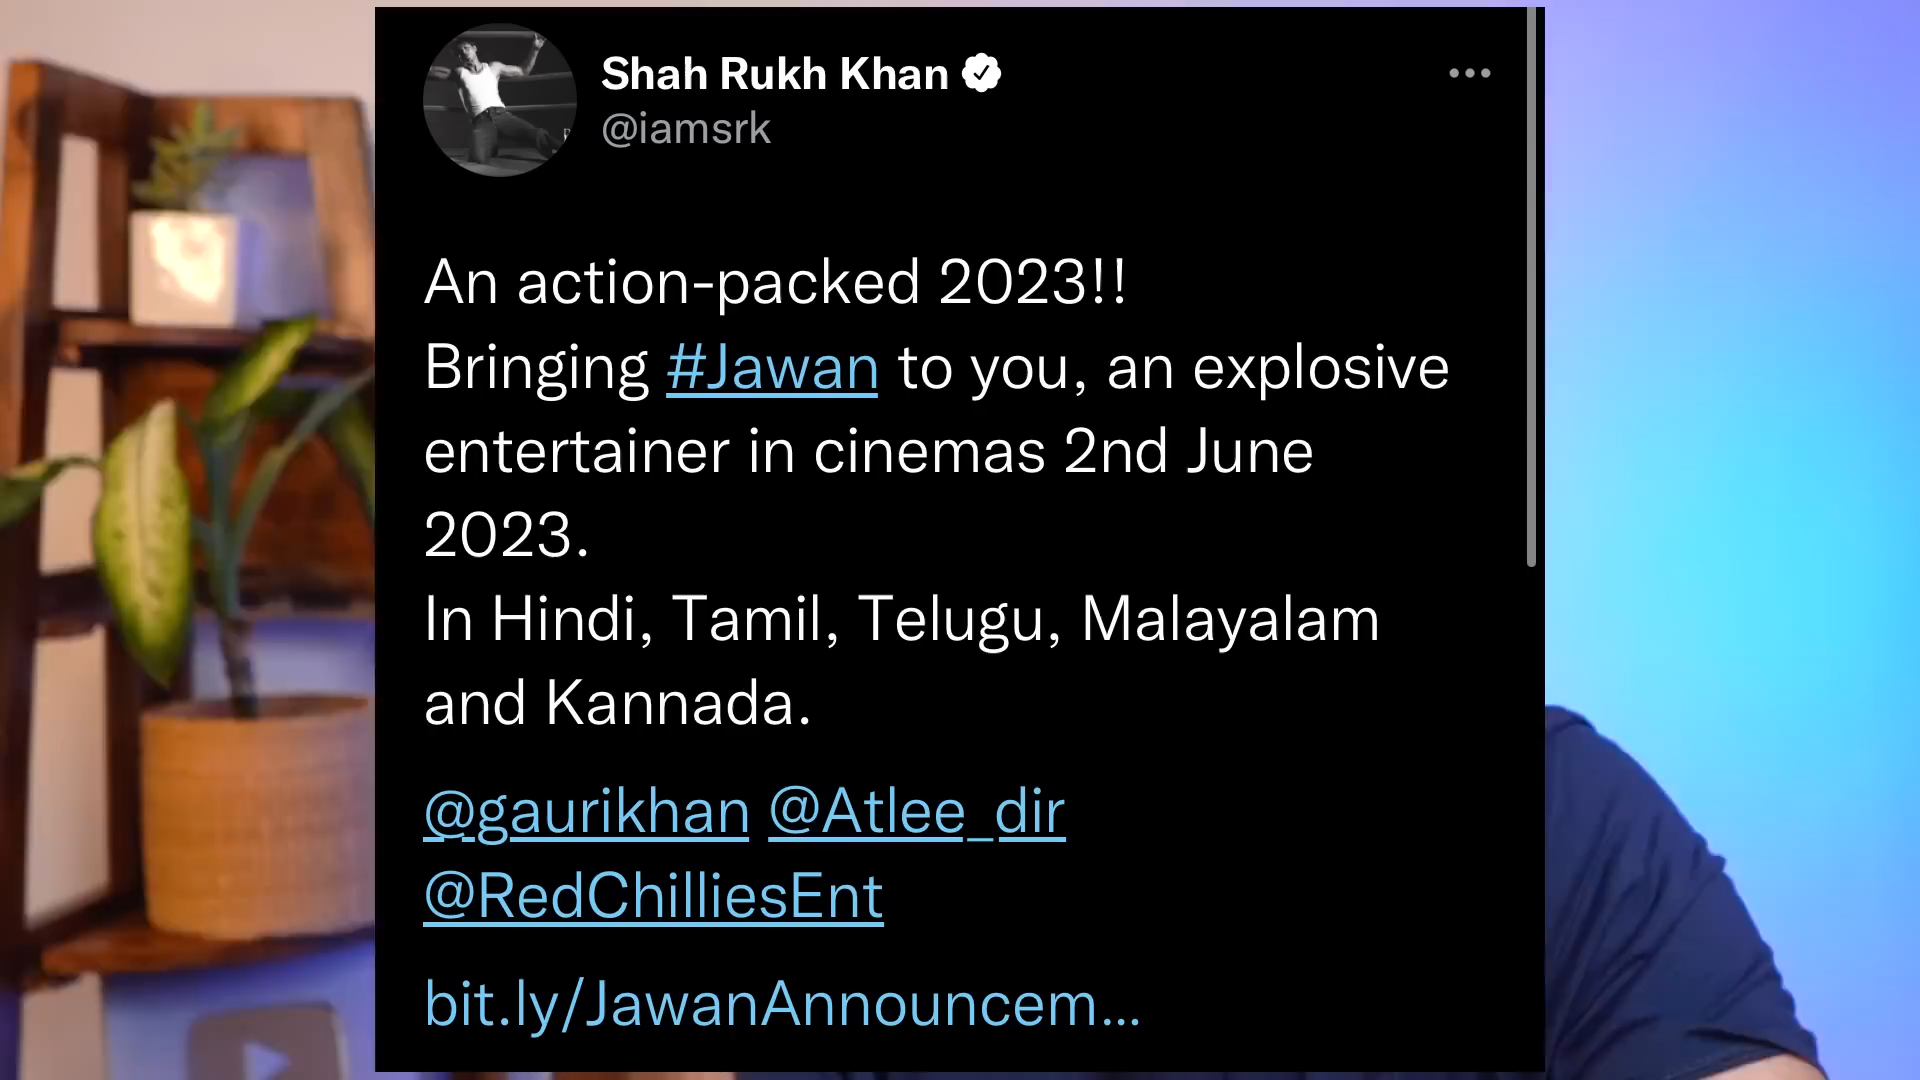 Shah Rukh Khan
@iamsrk
An action-packed 2023!!
Bringing #Jawan to you, an explosive
entertainer in cinemas 2nd June
2023.
In Hindi, Tamil, Telugu, Malayalam
and Kannada.
@gaurikhan @Atlee_dir
@RedChilliesEnt
bit.ly/JawanAnnouncem...